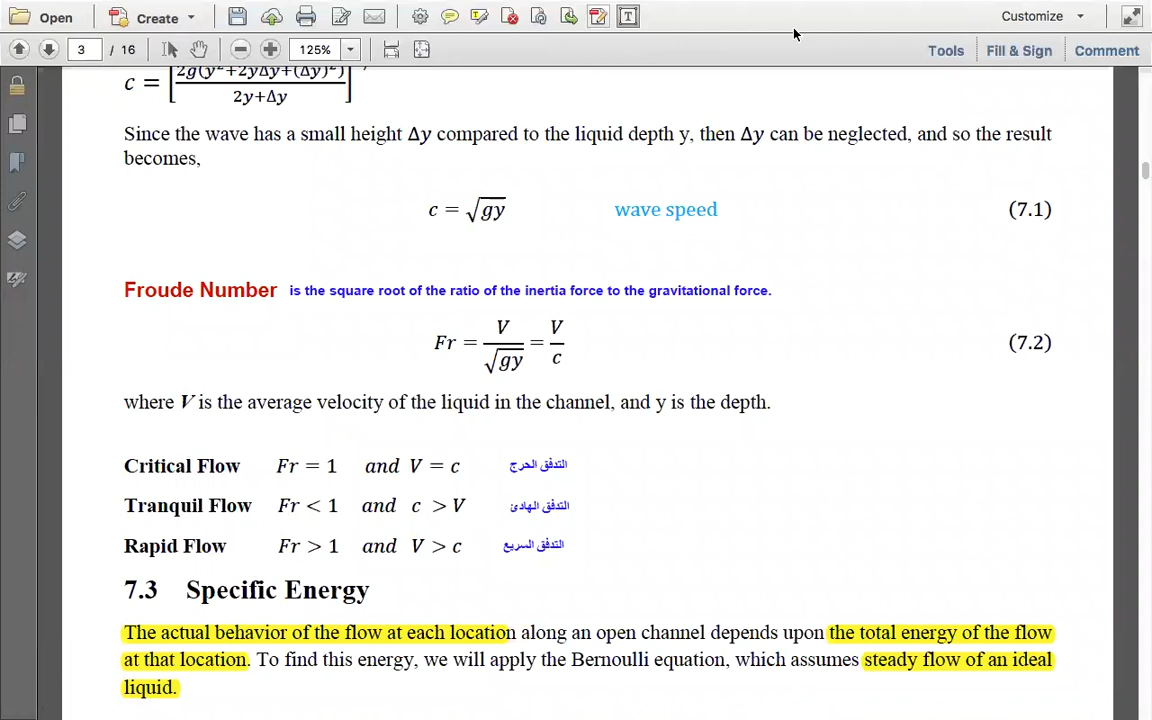 Open Create Customize
3 / 16 125% Tools Fill & Sign Comment
c = [2g(y²+2yΔy+(Δy)²) / 2y+Δy]
Since the wave has a small height Δy compared to the liquid depth y, then Δy can be neglected, and so the result
becomes,
c = √gy wave speed (7.1)
Froude Number is the square root of the ratio of the inertia force to the gravitational force.
Fr = V/√gy = V/c (7.2)
where V is the average velocity of the liquid in the channel, and y is the depth.
Critical Flow Fr = 1 and V = c التدفق الحرج
Tranquil Flow Fr < 1 and c > V التدفق الهادئ
Rapid Flow Fr > 1 and V > c التدفق السريع
7.3 Specific Energy
The actual behavior of the flow at each location along an open channel depends upon the total energy of the flow
at that location. To find this energy, we will apply the Bernoulli equation, which assumes steady flow of an ideal
liquid.